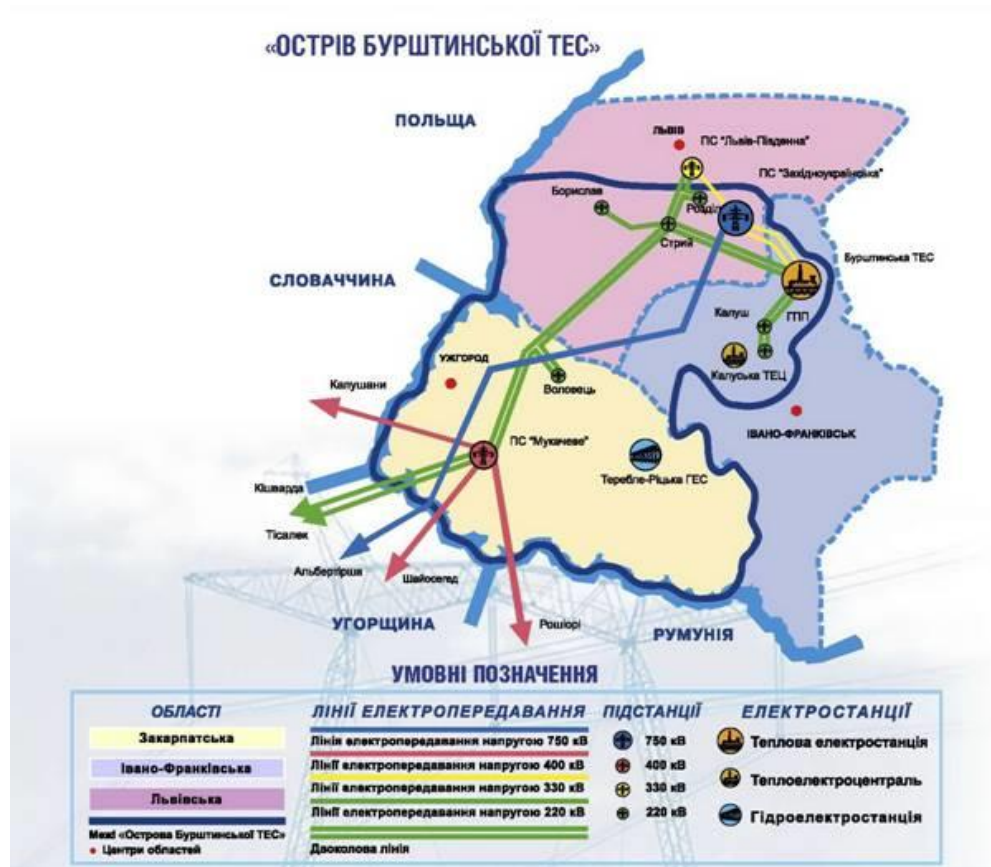 «ОСТРІВ БУРШТИНСЬКОЇ ТЕС»
ПОЛЬЩА
ЛЬВІВ
ПС "Львів-Південна"
ПС "Західноукраїнська"
Борислав
Розділ
Стрий
Бурштинська ТЕС
СЛОВАЧЧИНА
Калуш
ГПП
УЖГОРОД
Калуська ТЕЦ
Капушани
Воловець
ІВАНО-ФРАНКІВСЬК
ПС "Мукачеве"
Теребле-Ріцька ГЕС
Кішварда
Тісалек
Альбертірша
Шайосегед
УГОРЩИНА
Рошіорі
РУМУНІЯ
УМОВНІ ПОЗНАЧЕННЯ
ОБЛАСТІ
Закарпатська
Івано-Франківська
Львівська
Межі «Острова Бурштинської ТЕС»
Центри областей
ЛІНІЇ ЕЛЕКТРОПЕРЕДАВАННЯ
Лінія електропередавання напругою 750 кВ
Лінії електропередавання напругою 400 кВ
Лінії електропередавання напругою 330 кВ
Лінії електропередавання напругою 220 кВ
Двоколова лінія
ПІДСТАНЦІЇ
750 кВ
400 кВ
330 кВ
220 кВ
ЕЛЕКТРОСТАНЦІЇ
Теплова електростанція
Теплоелектроцентраль
Гідроелектростанція